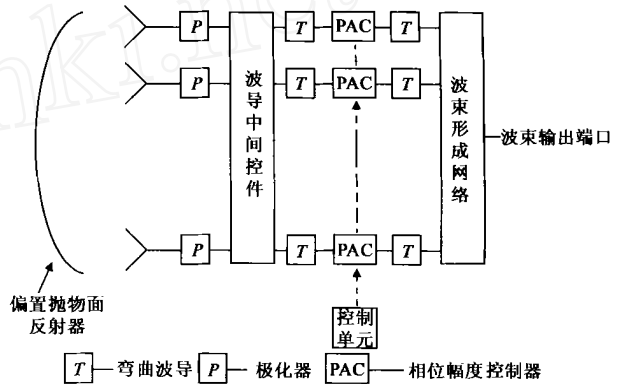 P T PAC T
P T PAC T
波导中间控件
波束形成网络
波束输出端口
P T PAC T
偏置抛物面
反射器
控制
单元
T 弯曲波导 P 极化器 PAC 相位幅度控制器